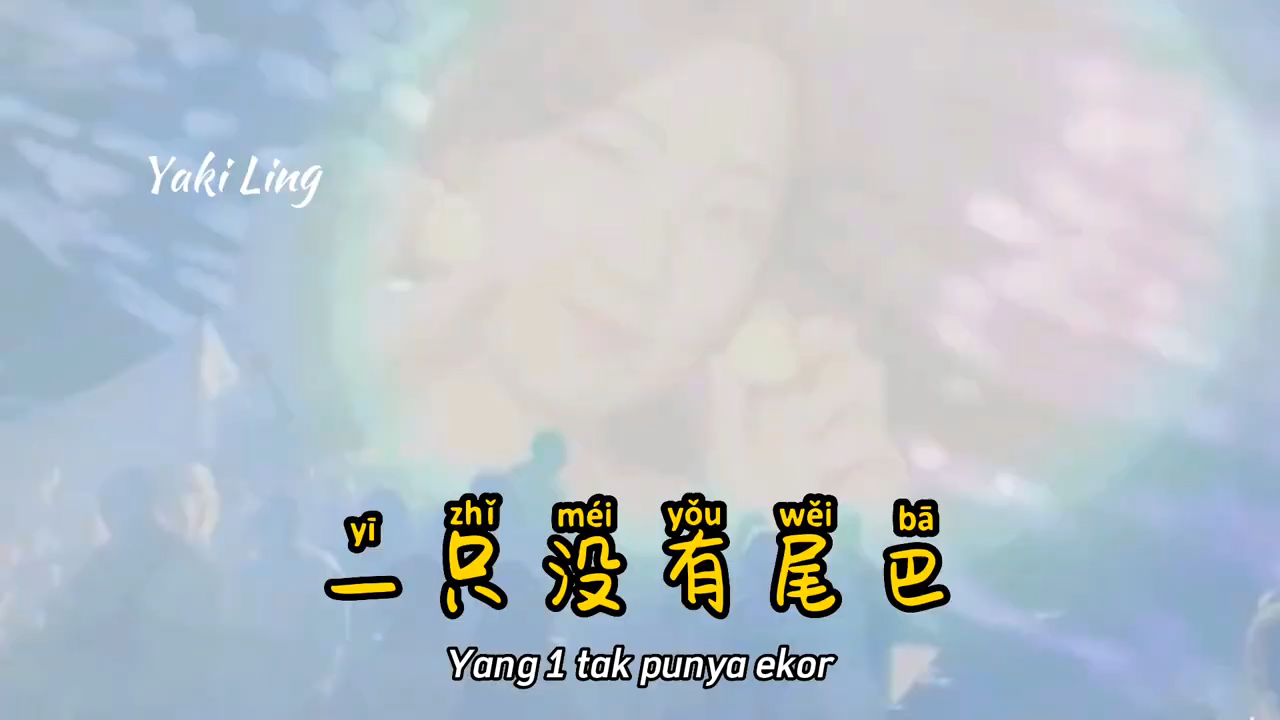 Yaki Ling
yī zhǐ méi yǒu wěi bā
一只没有尾巴
Yang 1 tak punya ekor